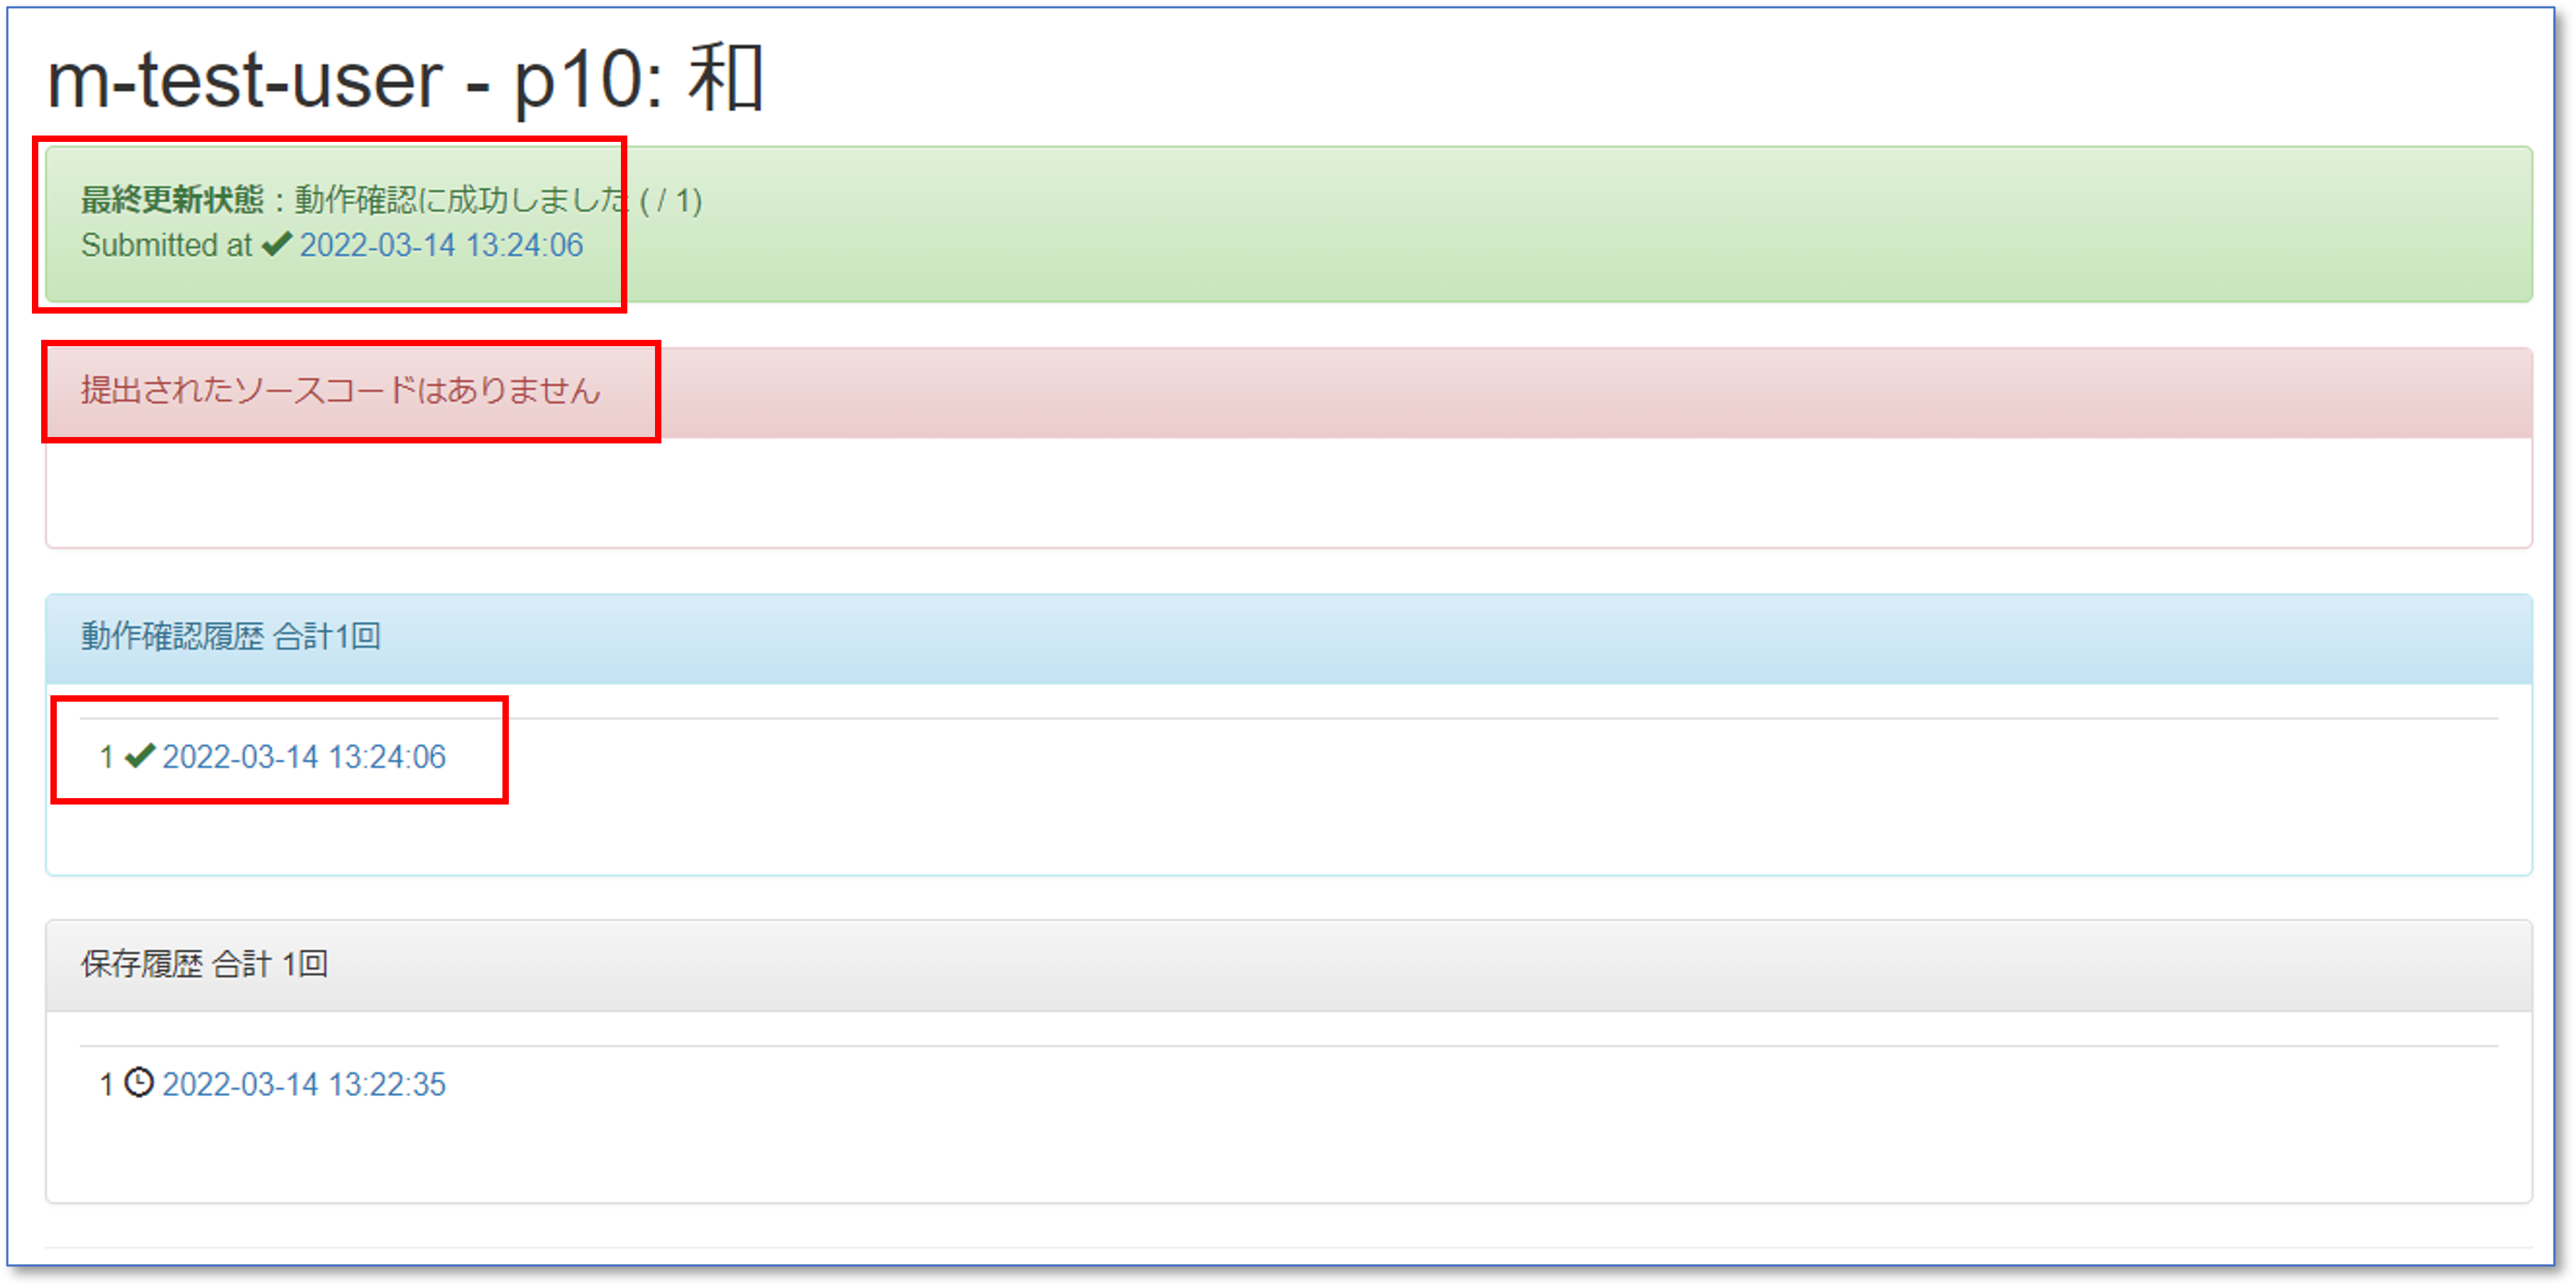 m-test-user - p10: 和
最終更新状態：動作確認に成功しました ( / 1)
Submitted at ✔ 2022-03-14 13:24:06
提出されたソースコードはありません
動作確認履歴 合計1回
1 ✔ 2022-03-14 13:24:06
保存履歴 合計 1回
1 2022-03-14 13:22:35